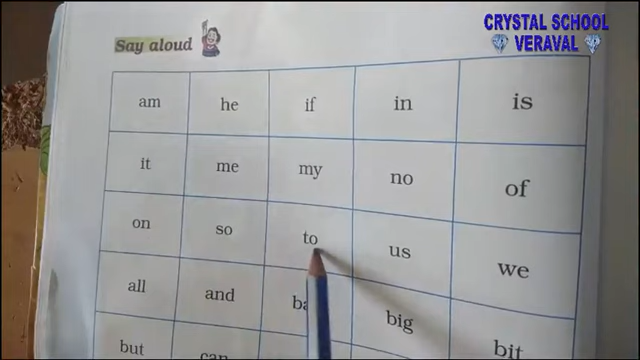 CRYSTAL SCHOOL
VERAVAL
Say aloud
am he if in is
it me my no of
on so to us we
all and big
but can bit